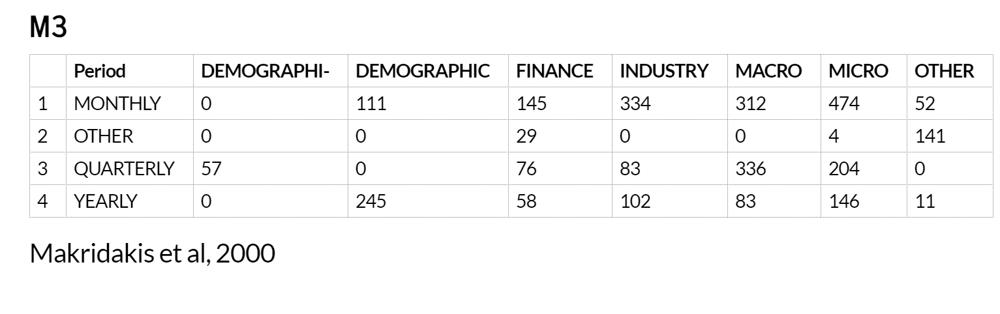 M3
Period DEMOGRAPHI- DEMOGRAPHIC FINANCE INDUSTRY MACRO MICRO OTHER
1 MONTHLY 0 111 145 334 312 474 52
2 OTHER 0 0 29 0 0 4 141
3 QUARTERLY 57 0 76 83 336 204 0
4 YEARLY 0 245 58 102 83 146 11
Makridakis et al, 2000